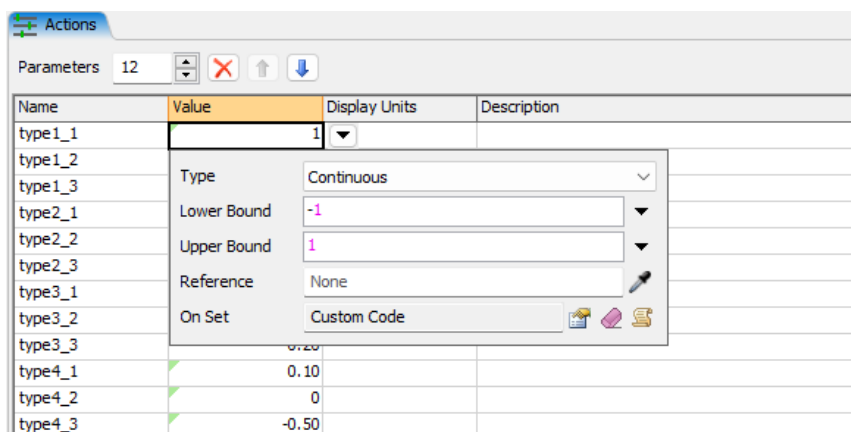 Actions
Parameters 12
Name Value Display Units Description
type1_1 1
type1_2
type1_3
type2_1
type2_2
type2_3
type3_1
type3_2
type3_3
type4_1 0.10
type4_2 0
type4_3 -0.50
Type Continuous
Lower Bound -1
Upper Bound 1
Reference None
On Set Custom Code